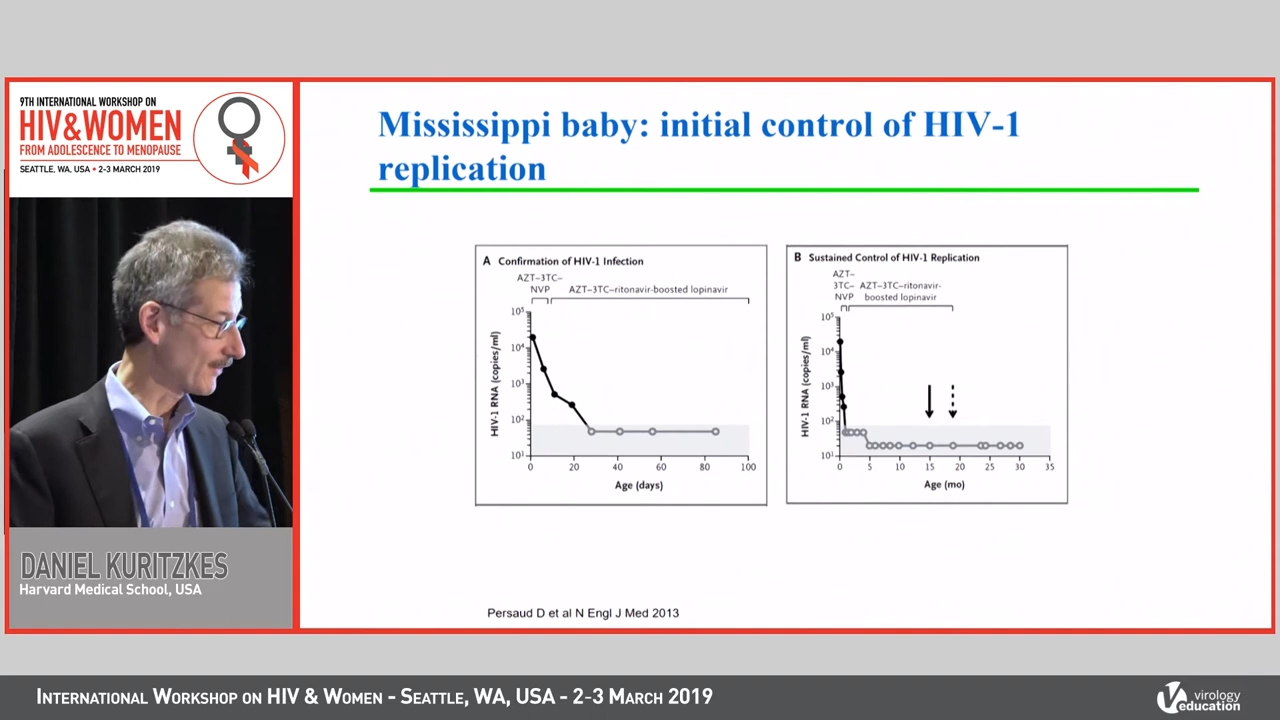 9TH INTERNATIONAL WORKSHOP ON
HIV&WOMEN
FROM ADOLESCENCE TO MENOPAUSE
SEATTLE, WA, USA • 2-3 MARCH 2019
DANIEL KURITZKES
Harvard Medical School, USA
Mississippi baby: initial control of HIV-1
replication
A Confirmation of HIV-1 Infection
AZT–3TC–
NVP AZT–3TC–ritonavir-boosted lopinavir
HIV-1 RNA (copies/ml)
10⁵
10⁴
10³
10²
10¹
0 20 40 60 80 100
Age (days)
B Sustained Control of HIV-1 Replication
AZT–
3TC– AZT–3TC–ritonavir-
NVP boosted lopinavir
HIV-1 RNA (copies/ml)
10⁵
10⁴
10³
10²
10¹
0 5 10 15 20 25 30 35
Age (mo)
Persaud D et al N Engl J Med 2013
INTERNATIONAL WORKSHOP ON HIV & WOMEN - SEATTLE, WA, USA - 2-3 MARCH 2019
virology
education